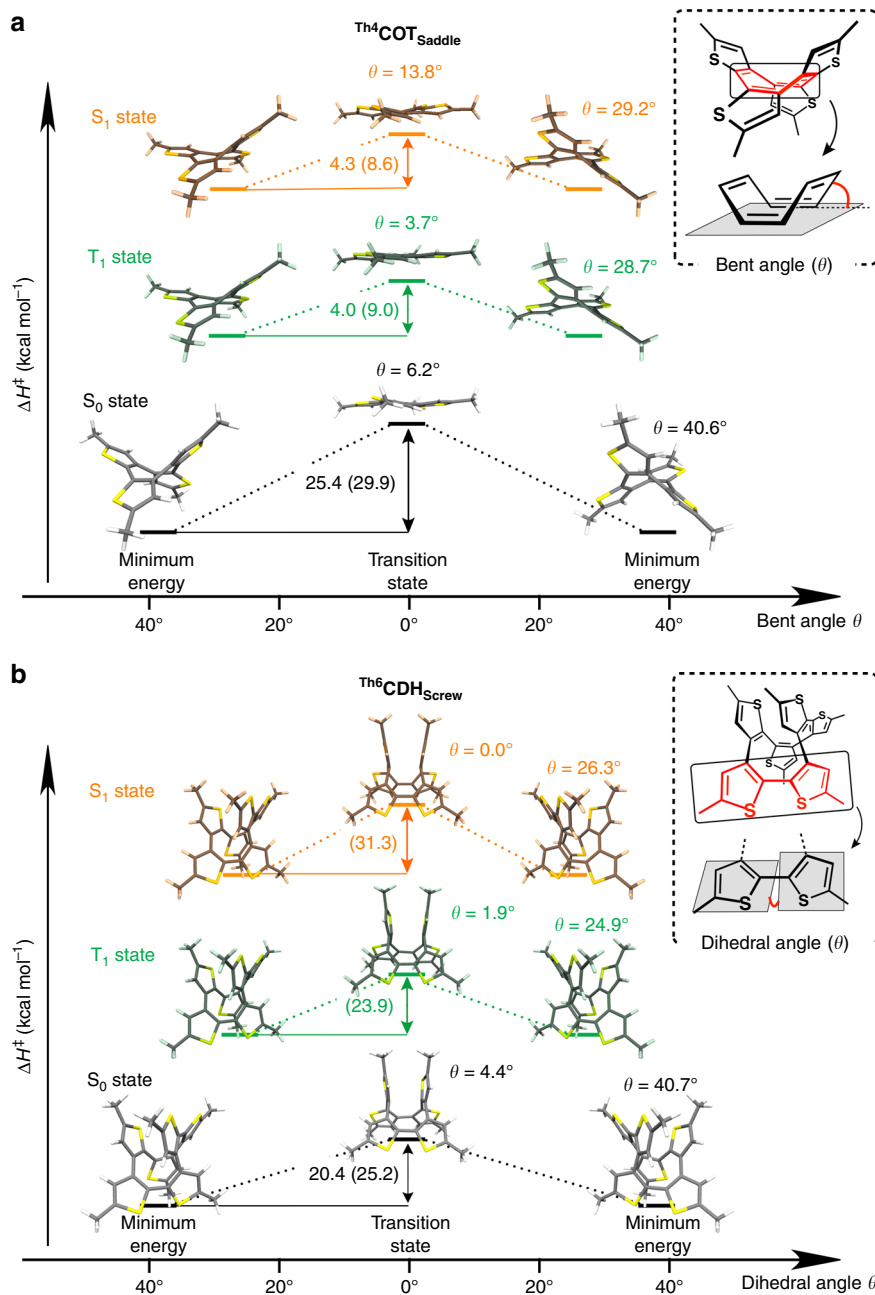 a
Th4COTSaddle
θ = 13.8°
S1 state
θ = 29.2°
4.3 (8.6)
S
S
S
S
Bent angle (θ)
T1 state
θ = 3.7°
θ = 28.7°
4.0 (9.0)
ΔH‡ (kcal mol−1)
S0 state
θ = 6.2°
θ = 40.6°
25.4 (29.9)
Minimum energy
Transition state
Minimum energy
40° 20° 0° 20° 40° Bent angle θ
b
Th6CDHScrew
θ = 0.0°
S1 state
θ = 26.3°
(31.3)
S
S
S
S
S
S
S
S
Dihedral angle (θ)
T1 state
θ = 1.9°
θ = 24.9°
(23.9)
ΔH‡ (kcal mol−1)
S0 state
θ = 4.4°
θ = 40.7°
20.4 (25.2)
Minimum energy
Transition state
Minimum energy
40° 20° 0° 20° 40° Dihedral angle θ